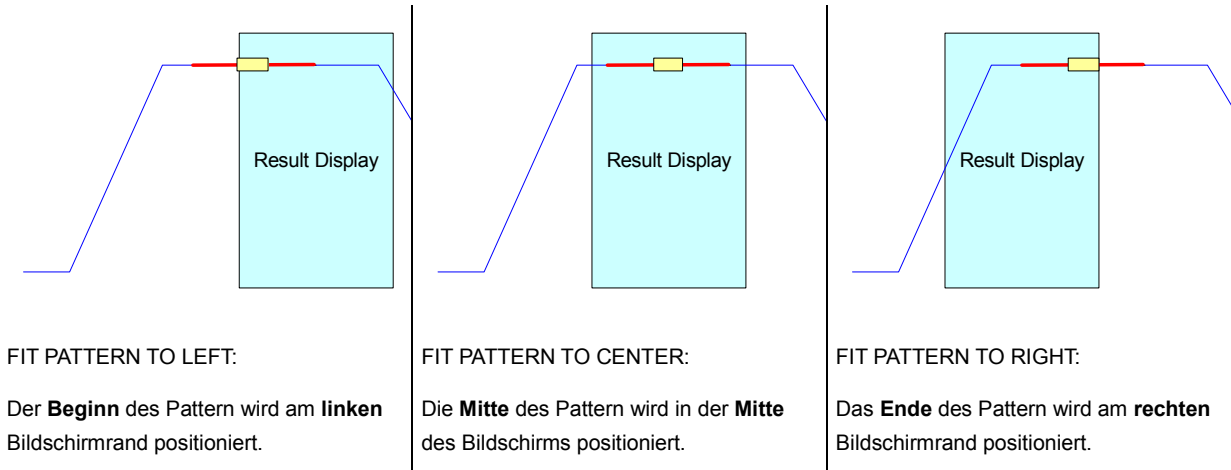 Result Display
FIT PATTERN TO LEFT:
Der Beginn des Pattern wird am linken
Bildschirmrand positioniert.
Result Display
FIT PATTERN TO CENTER:
Die Mitte des Pattern wird in der Mitte
des Bildschirms positioniert.
Result Display
FIT PATTERN TO RIGHT:
Das Ende des Pattern wird am rechten
Bildschirmrand positioniert.